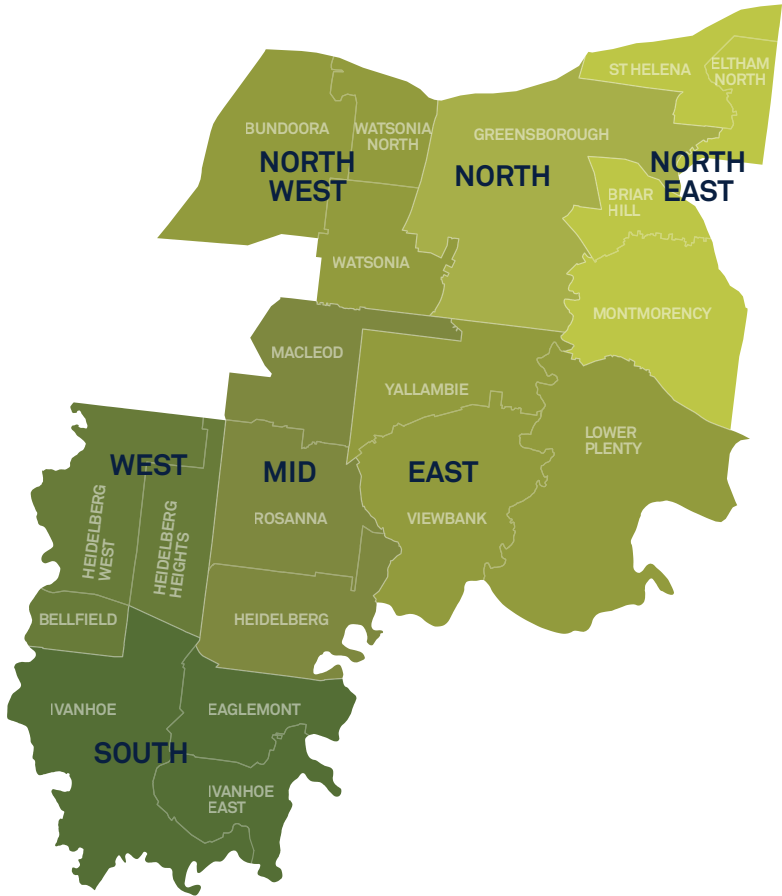 ST HELENA
ELTHAM
NORTH
BUNDOORA
WATSONIA
NORTH
GREENSBOROUGH
NORTH
WEST
NORTH
NORTH
EAST
BRIAR
HILL
WATSONIA
MONTMORENCY
MACLEOD
YALLAMBIE
LOWER
PLENTY
WEST
MID
EAST
HEIDELBERG
WEST
HEIDELBERG
HEIGHTS
ROSANNA
VIEWBANK
BELLFIELD
HEIDELBERG
IVANHOE
EAGLEMONT
SOUTH
IVANHOE
EAST